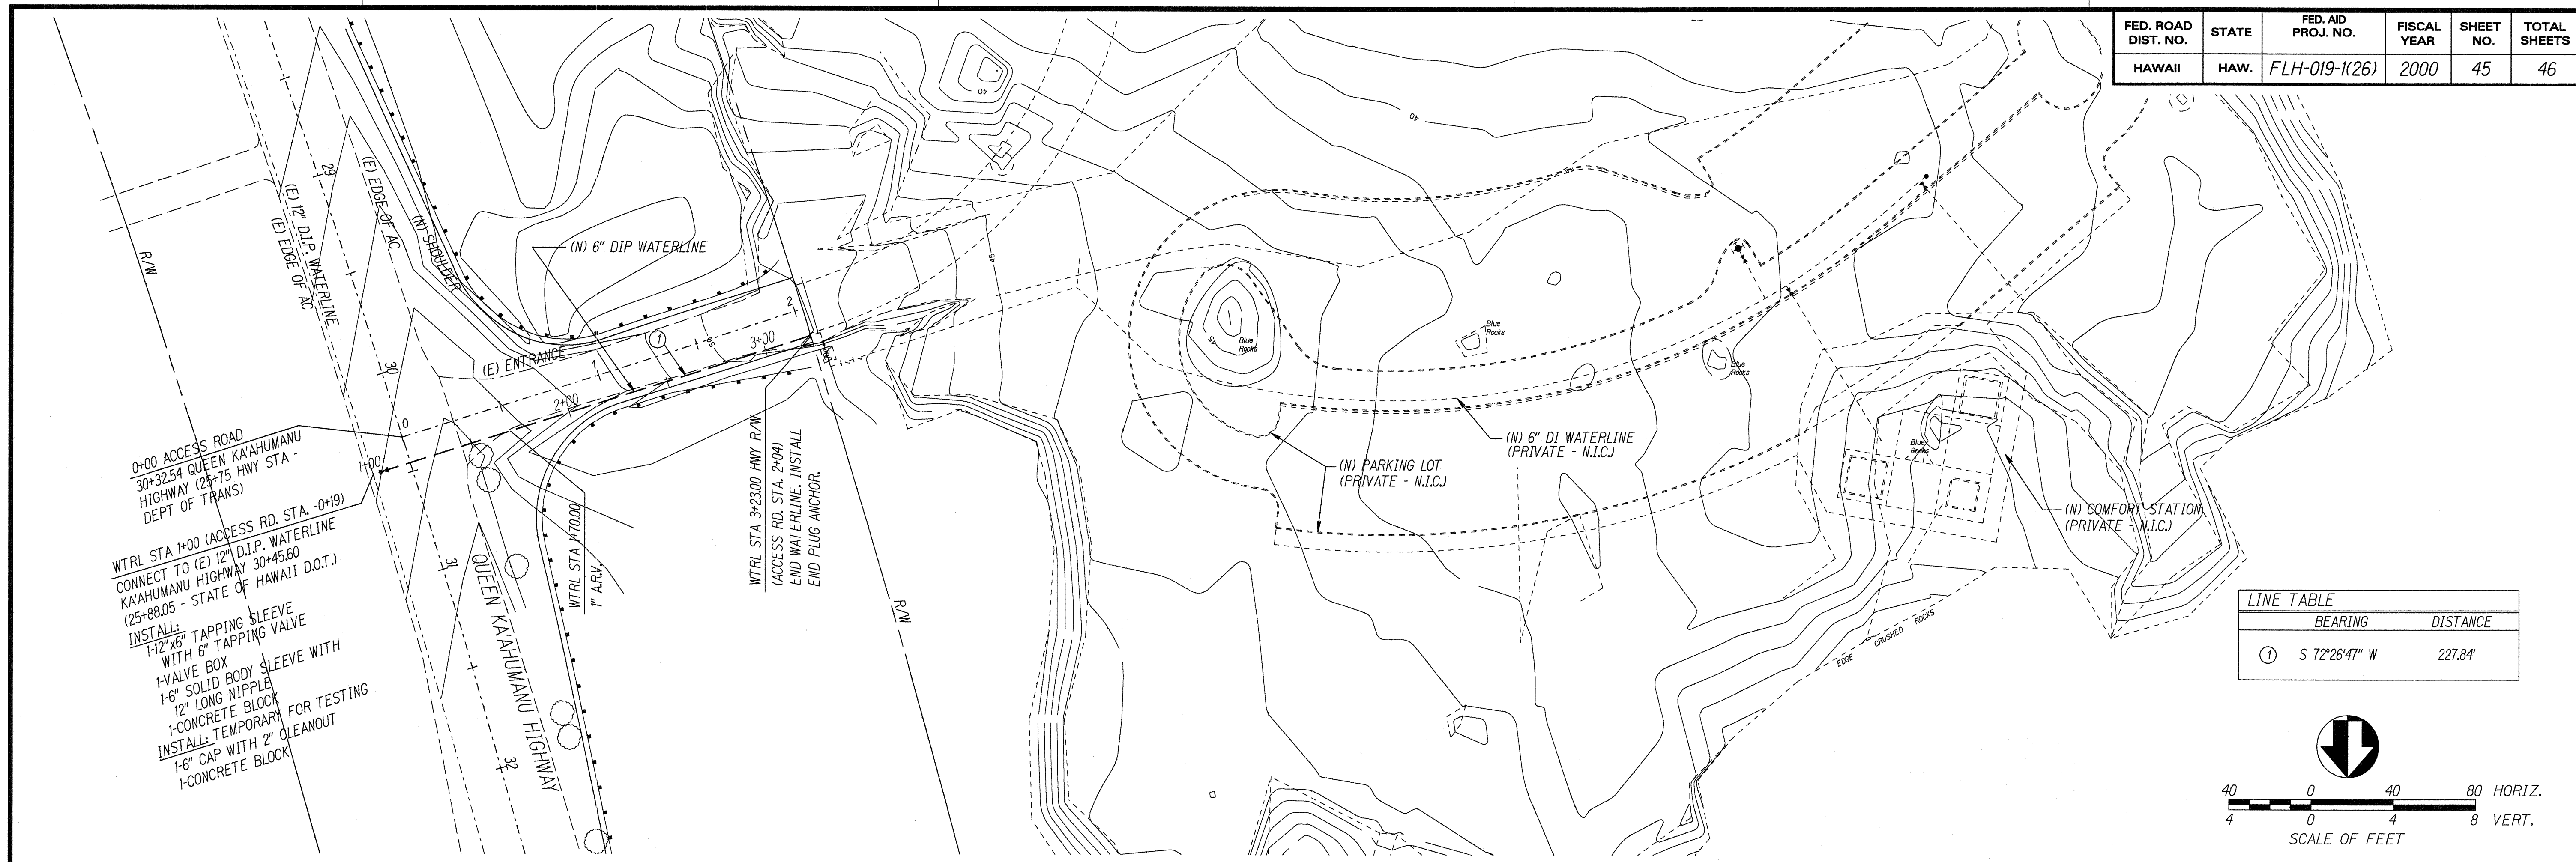 FED. ROAD DIST. NO. STATE FED. AID PROJ. NO. FISCAL YEAR SHEET NO. TOTAL SHEETS
HAWAII HAW. FLH-019-1(26) 2000 45 46
R/W
29
(E) EDGE OF AC
(N) SHOULDER
(E) 12" D.I.P. WATERLINE
(E) EDGE OF AC
30
(N) 6" DIP WATERLINE
(E) ENTRANCE
1
2
1
50
2+00
3+00
0
1+00
40
40
45
45
Blue Rocks
Blue Rocks
Blue Rocks
Blue Rocks
0+00 ACCESS ROAD
30+32.54 QUEEN KA'AHUMANU
HIGHWAY (25+75 HWY STA -
DEPT OF TRANS)
WTRL STA 1+00 (ACCESS RD. STA. -0+19)
CONNECT TO (E) 12" D.I.P. WATERLINE
KA'AHUMANU HIGHWAY 30+45.60
(25+88.05 - STATE OF HAWAII D.O.T.)
INSTALL:
1-12"x6" TAPPING SLEEVE
WITH 6" TAPPING VALVE
1-VALVE BOX
1-6" SOLID BODY SLEEVE WITH
12" LONG NIPPLE
1-CONCRETE BLOCK
INSTALL: TEMPORARY FOR TESTING
1-6" CAP WITH 2" CLEANOUT
1-CONCRETE BLOCK
31
32
QUEEN KA'AHUMANU HIGHWAY
WTRL STA 1+70.00
1" A.R.V.
WTRL STA 3+23.00 HWY R/W
(ACCESS RD. STA. 2+04)
END WATERLINE. INSTALL
END PLUG ANCHOR.
R/W
(N) PARKING LOT
(PRIVATE - N.I.C.)
(N) 6" DI WATERLINE
(PRIVATE - N.I.C.)
(N) COMFORT STATION
(PRIVATE - N.I.C.)
EDGE CRUSHED ROCKS
LINE TABLE
BEARING DISTANCE
1 S 72°26'47" W 227.84'
40 0 40 80 HORIZ.
4 0 4 8 VERT.
SCALE OF FEET